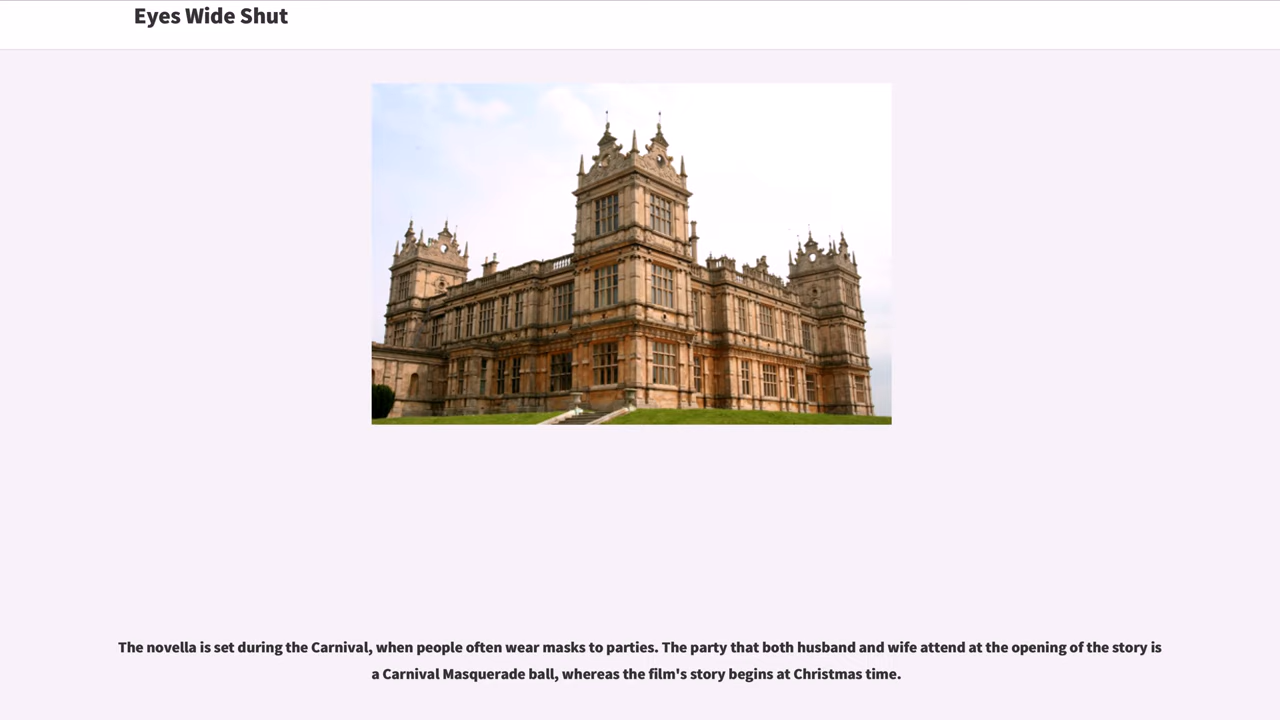 Eyes Wide Shut
The novella is set during the Carnival, when people often wear masks to parties. The party that both husband and wife attend at the opening of the story is
a Carnival Masquerade ball, whereas the film's story begins at Christmas time.